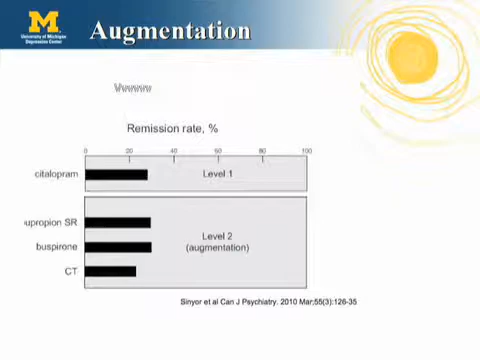 M
University of Michigan
Depression Center
Augmentation
Remission rate, %
0 20 40 60 80 100
citalopram
Level 1
upropion SR
Level 2
(augmentation)
buspirone
CT
Sinyor et al Can J Psychiatry. 2010 Mar;55(3):126-35